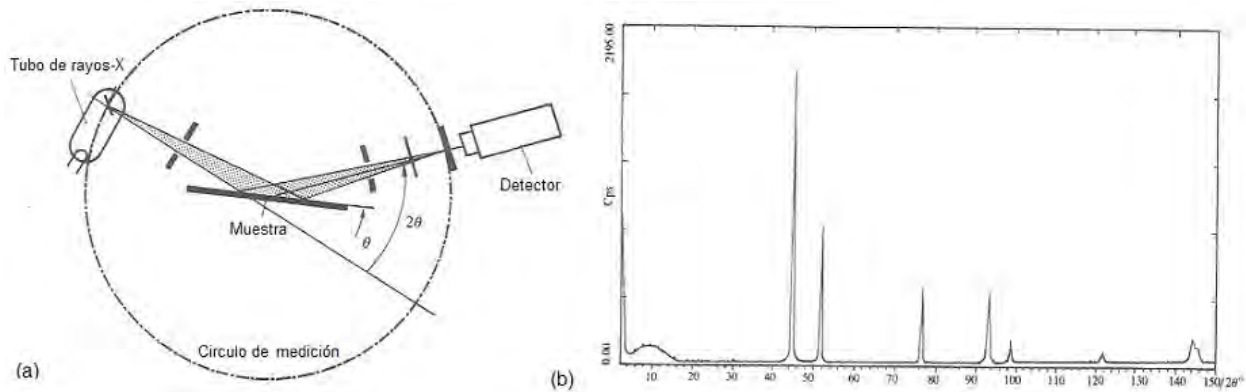 Tubo de rayos-X
Detector
Muestra
θ
2θ
Circulo de medición
(a)
2195.00
Cps
0.00
10 20 30 40 50 60 70 80 90 100 110 120 130 140 150/2θ°
(b)